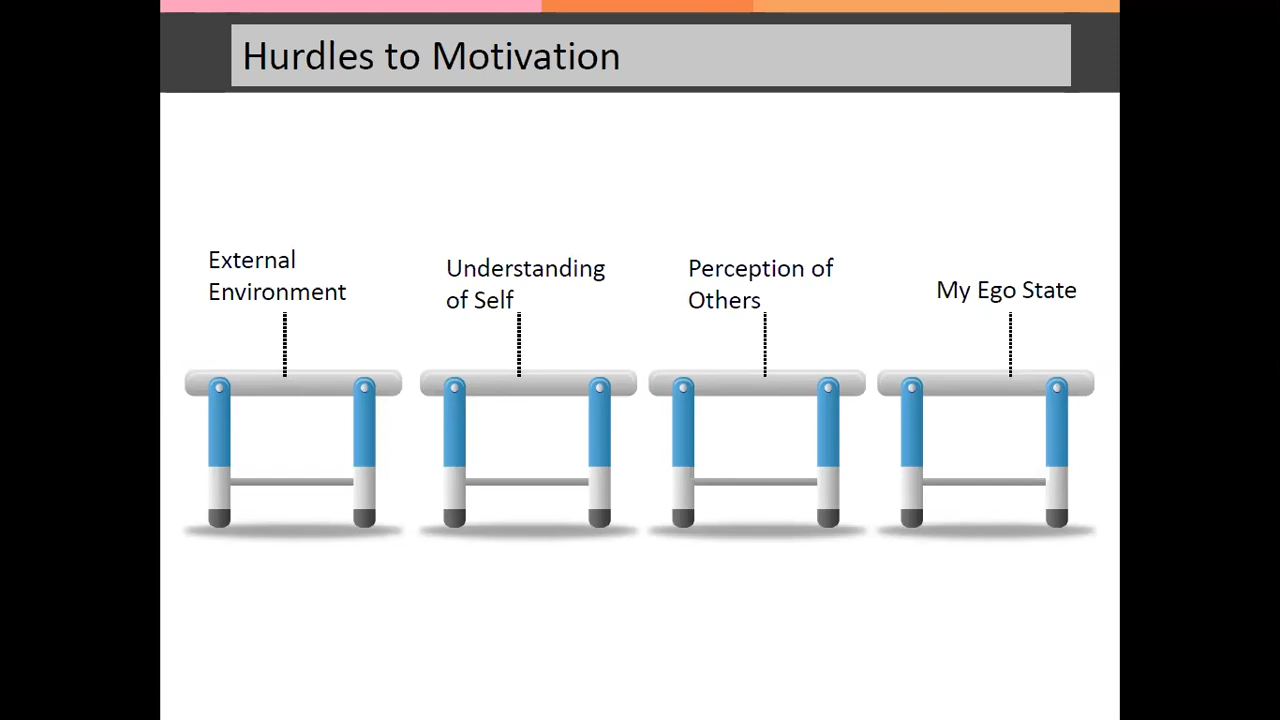 Hurdles to Motivation
External
Environment
Understanding
of Self
Perception of
Others
My Ego State